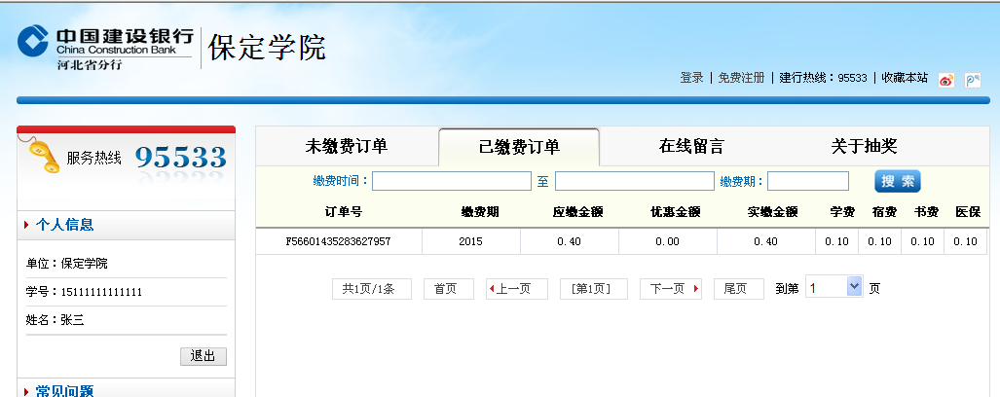 中国建设银行
China Construction Bank
河北省分行
保定学院
登录 | 免费注册 | 建行热线：95533 | 收藏本站
服务热线 95533
个人信息
单位：保定学院
学号：15111111111111
姓名：张三
退出
常见问题
未缴费订单 已缴费订单 在线留言 关于抽奖
缴费时间： 至 缴费期： 搜 索
订单号 缴费期 应缴金额 优惠金额 实缴金额 学费 宿费 书费 医保
F56601435283627957 2015 0.40 0.00 0.40 0.10 0.10 0.10 0.10
共1页/1条 首页 上一页 [第1页] 下一页 尾页 到第 1 页